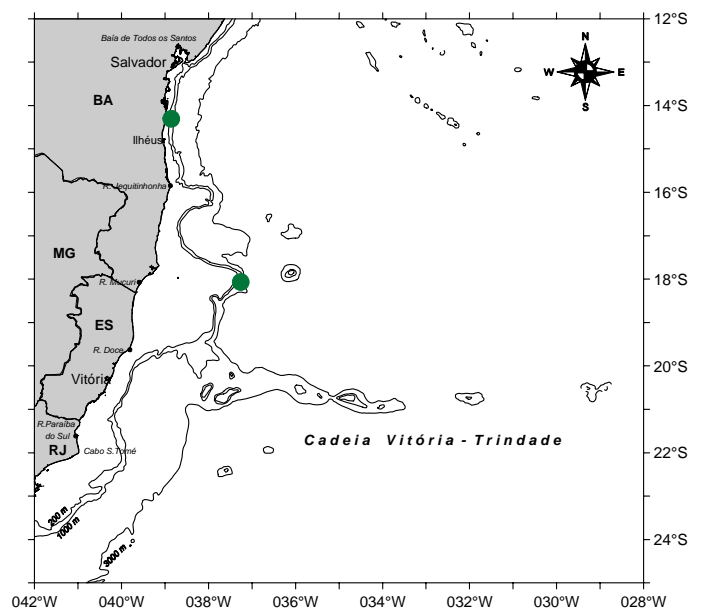 12°S
Baía de Todos os Santos
Salvador
N
W E
S
BA
14°S
Ilhéus
R. Jequitinhonha
16°S
MG
R. Mucuri
18°S
ES
R. Doce
20°S
Vitória
R.Paraíba
do Sul
Cadeia Vitória - Trindade
RJ
Cabo S.Tomé
22°S
200 m
1000 m
3000 m
24°S
042°W 040°W 038°W 036°W 034°W 032°W 030°W 028°W